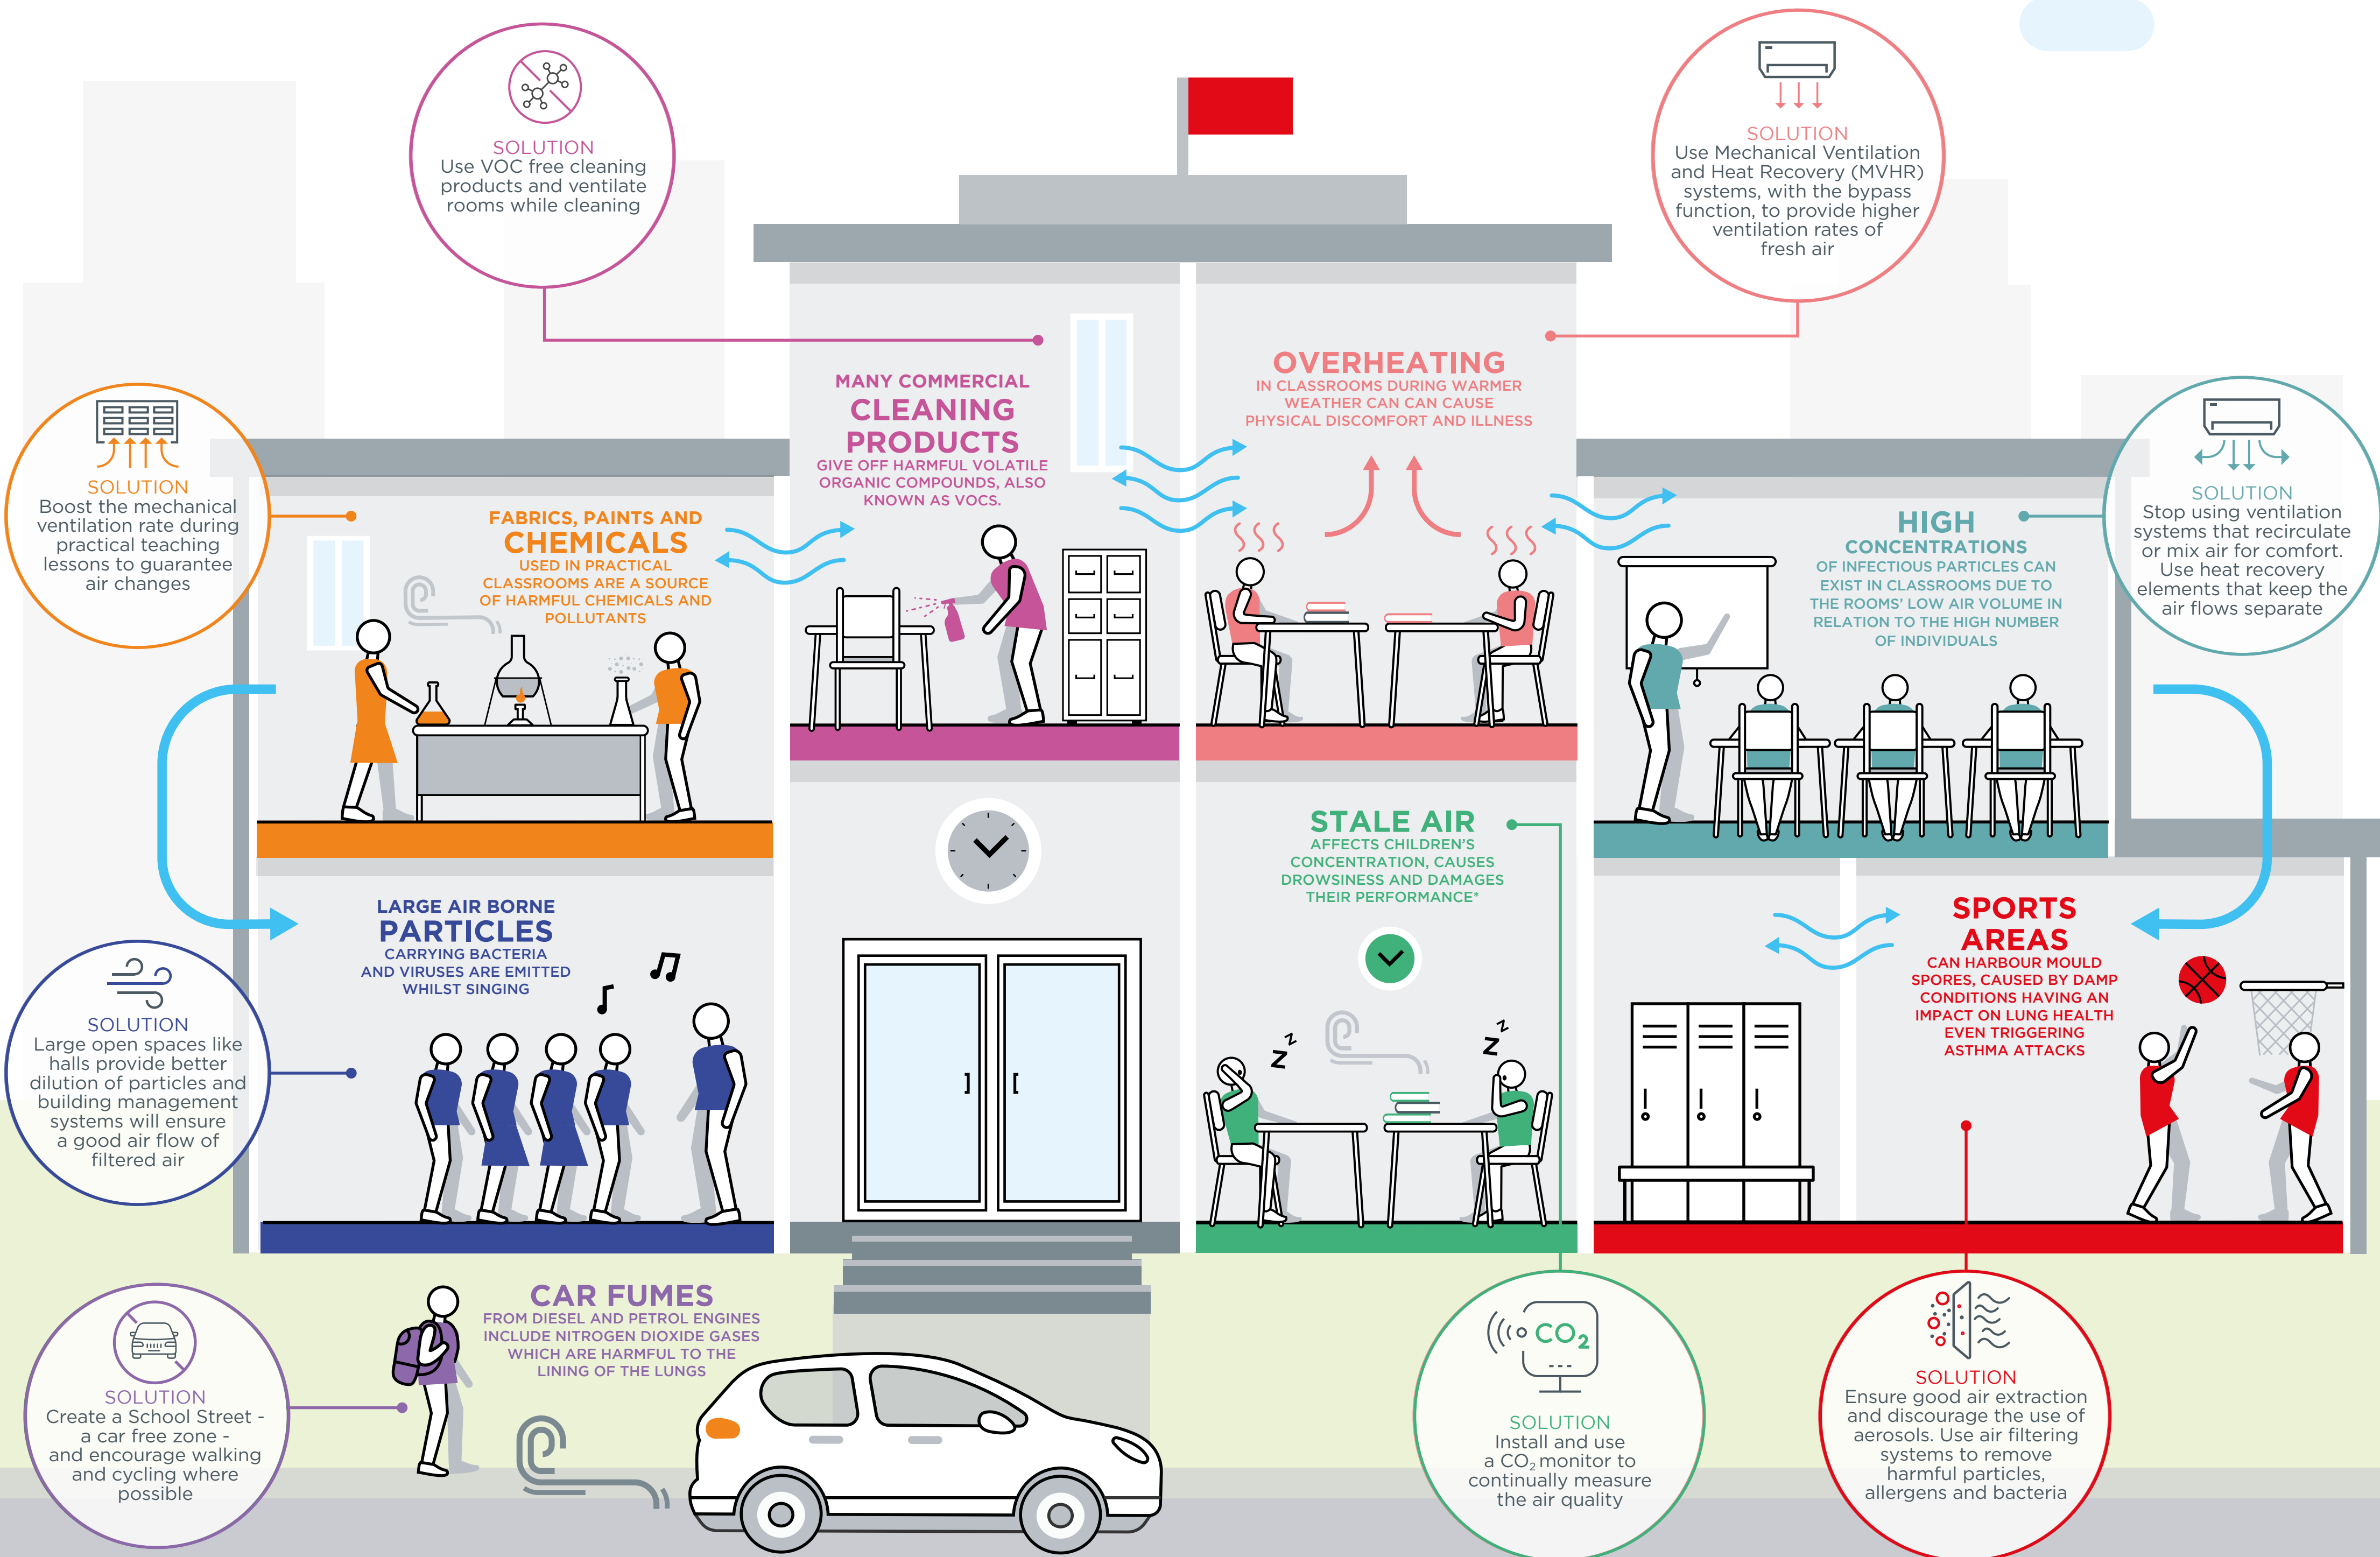 SOLUTION
Use VOC free cleaning
products and ventilate
rooms while cleaning
SOLUTION
Use Mechanical Ventilation
and Heat Recovery (MVHR)
systems, with the bypass
function, to provide higher
ventilation rates of
fresh air
SOLUTION
Boost the mechanical
ventilation rate during
practical teaching
lessons to guarantee
air changes
FABRICS, PAINTS AND
CHEMICALS
USED IN PRACTICAL
CLASSROOMS ARE A SOURCE
OF HARMFUL CHEMICALS AND
POLLUTANTS
MANY COMMERCIAL
CLEANING
PRODUCTS
GIVE OFF HARMFUL VOLATILE
ORGANIC COMPOUNDS, ALSO
KNOWN AS VOCS.
OVERHEATING
IN CLASSROOMS DURING WARMER
WEATHER CAN CAN CAUSE
PHYSICAL DISCOMFORT AND ILLNESS
HIGH
CONCENTRATIONS
OF INFECTIOUS PARTICLES CAN
EXIST IN CLASSROOMS DUE TO
THE ROOMS' LOW AIR VOLUME IN
RELATION TO THE HIGH NUMBER
OF INDIVIDUALS
SOLUTION
Stop using ventilation
systems that recirculate
or mix air for comfort.
Use heat recovery
elements that keep the
air flows separate
LARGE AIR BORNE
PARTICLES
CARRYING BACTERIA
AND VIRUSES ARE EMITTED
WHILST SINGING
SOLUTION
Large open spaces like
halls provide better
dilution of particles and
building management
systems will ensure
a good air flow of
filtered air
STALE AIR
AFFECTS CHILDREN'S
CONCENTRATION, CAUSES
DROWSINESS AND DAMAGES
THEIR PERFORMANCE*
Z z
Z z
SPORTS
AREAS
CAN HARBOUR MOULD
SPORES, CAUSED BY DAMP
CONDITIONS HAVING AN
IMPACT ON LUNG HEALTH
EVEN TRIGGERING
ASTHMA ATTACKS
CAR FUMES
FROM DIESEL AND PETROL ENGINES
INCLUDE NITROGEN DIOXIDE GASES
WHICH ARE HARMFUL TO THE
LINING OF THE LUNGS
SOLUTION
Create a School Street -
a car free zone -
and encourage walking
and cycling where
possible
CO₂
SOLUTION
Install and use
a CO₂ monitor to
continually measure
the air quality
SOLUTION
Ensure good air extraction
and discourage the use of
aerosols. Use air filtering
systems to remove
harmful particles,
allergens and bacteria